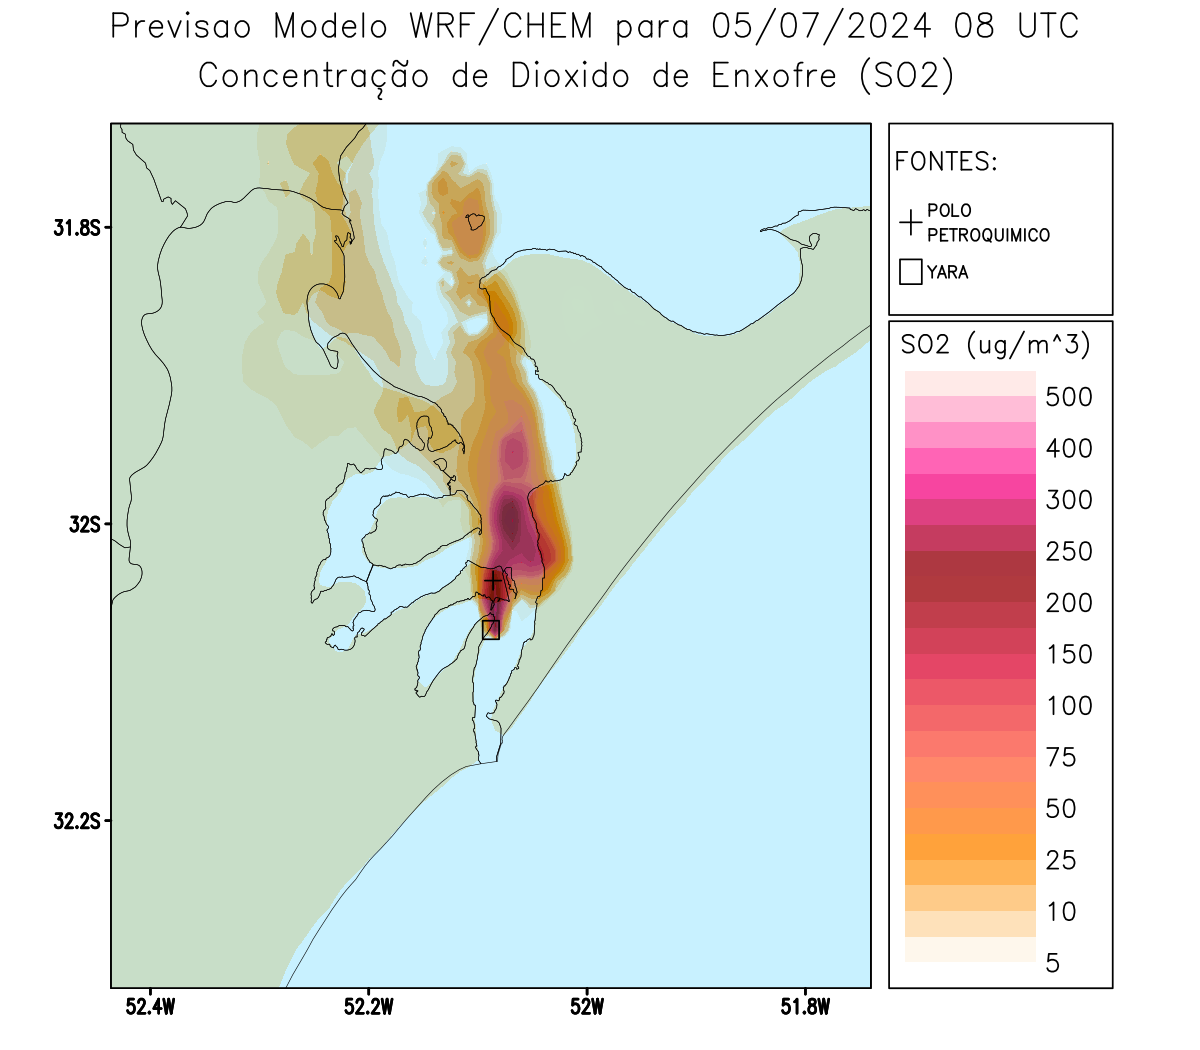 Previsao Modelo WRF/CHEM para 05/07/2024 08 UTC
Concentração de Dioxido de Enxofre (SO2)
FONTES:
POLO
PETROQUIMICO
YARA
SO2 (ug/m^3)
500
400
300
250
200
150
100
75
50
25
10
5
31.8S
32S
32.2S
52.4W
52.2W
52W
51.8W